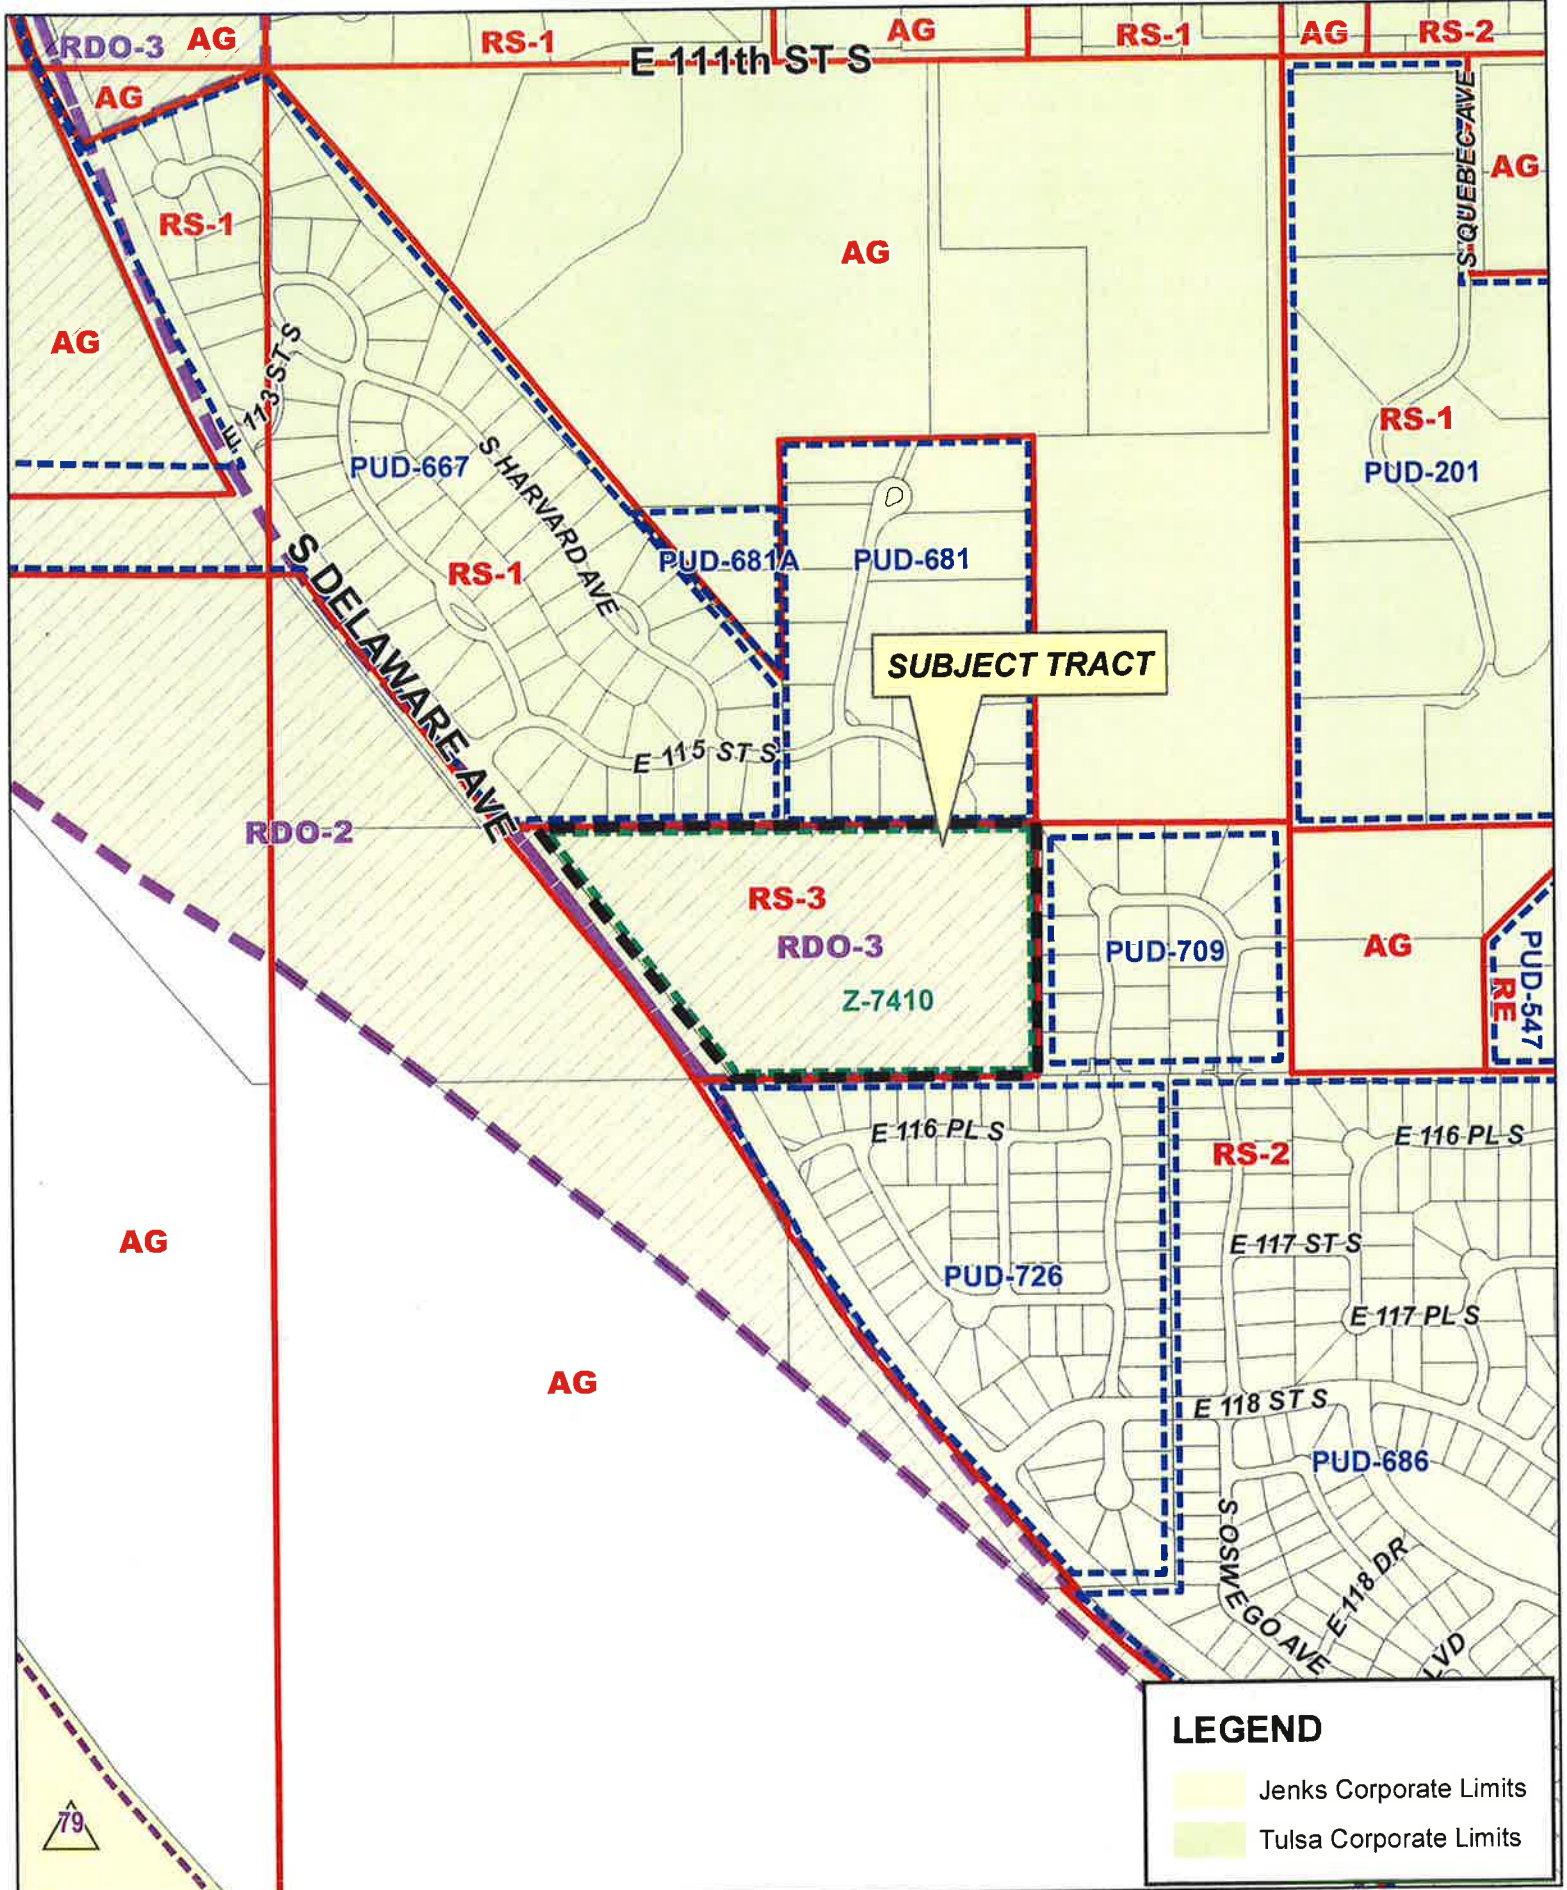 RDO-3
AG
RS-1
AG
RS-1
AG
RS-2
E 111th ST S
AG
S QUEBEC AVE
AG
RS-1
AG
AG
E 113 ST S
RS-1
PUD-667
S HARVARD AVE
PUD-201
S DELAWARE AVE
RS-1
PUD-681A
PUD-681
SUBJECT TRACT
E 115 ST S
RDO-2
RS-3
RDO-3
Z-7410
PUD-709
AG
PUD-547
RE
E 116 PL S
RS-2
E 116 PL S
AG
E 117 ST S
PUD-726
E 117 PL S
AG
E 118 ST S
PUD-686
S OSWEGO AVE
E 118 DR
LVD
LEGEND
Jenks Corporate Limits
Tulsa Corporate Limits
79